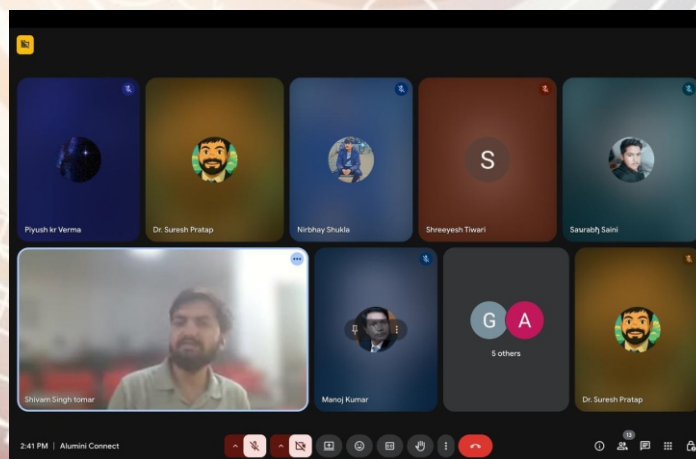 Piyush kr Verma
Dr. Suresh Pratap
Nirbhay Shukla
S
Shreeyesh Tiwari
Saurabh Saini
Shivam Singh tomar
Manoj Kumar
G A
5 others
Dr. Suresh Pratap
2:41 PM | Alumini Connect
13